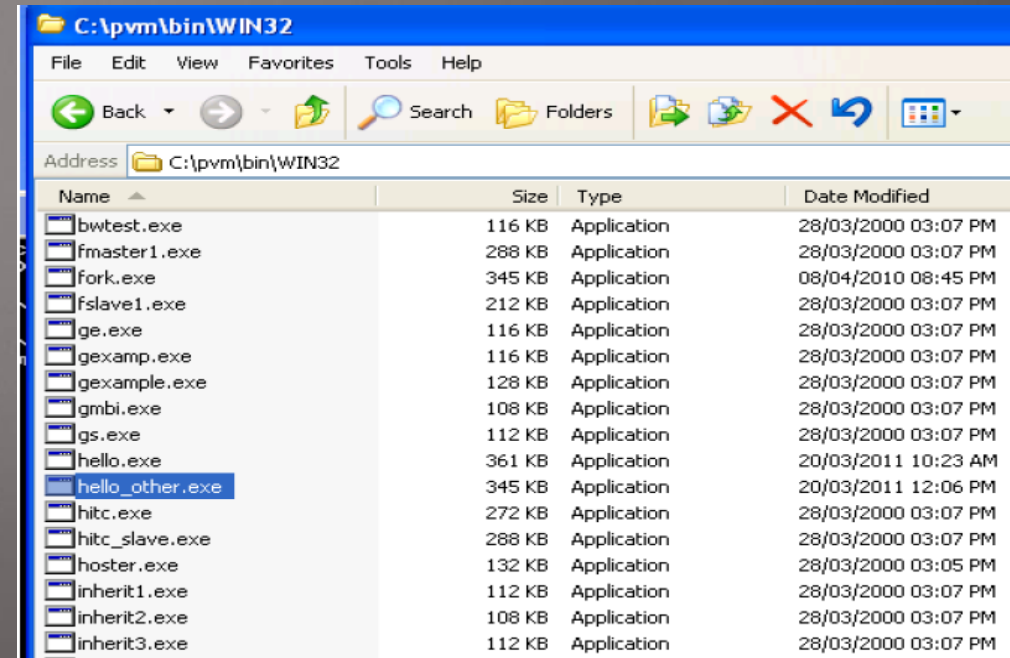 C:\pvm\bin\WIN32
File Edit View Favorites Tools Help
Back Search Folders
Address C:\pvm\bin\WIN32
Name Size Type Date Modified
bwtest.exe 116 KB Application 28/03/2000 03:07 PM
fmaster1.exe 288 KB Application 28/03/2000 03:07 PM
fork.exe 345 KB Application 08/04/2010 08:45 PM
fslave1.exe 212 KB Application 28/03/2000 03:07 PM
ge.exe 116 KB Application 28/03/2000 03:07 PM
gexamp.exe 116 KB Application 28/03/2000 03:07 PM
gexample.exe 128 KB Application 28/03/2000 03:07 PM
gmbi.exe 108 KB Application 28/03/2000 03:07 PM
gs.exe 112 KB Application 28/03/2000 03:07 PM
hello.exe 361 KB Application 20/03/2011 10:23 AM
hello_other.exe 345 KB Application 20/03/2011 12:06 PM
hitc.exe 272 KB Application 28/03/2000 03:07 PM
hitc_slave.exe 288 KB Application 28/03/2000 03:07 PM
hoster.exe 132 KB Application 28/03/2000 03:05 PM
inherit1.exe 112 KB Application 28/03/2000 03:07 PM
inherit2.exe 108 KB Application 28/03/2000 03:07 PM
inherit3.exe 112 KB Application 28/03/2000 03:07 PM